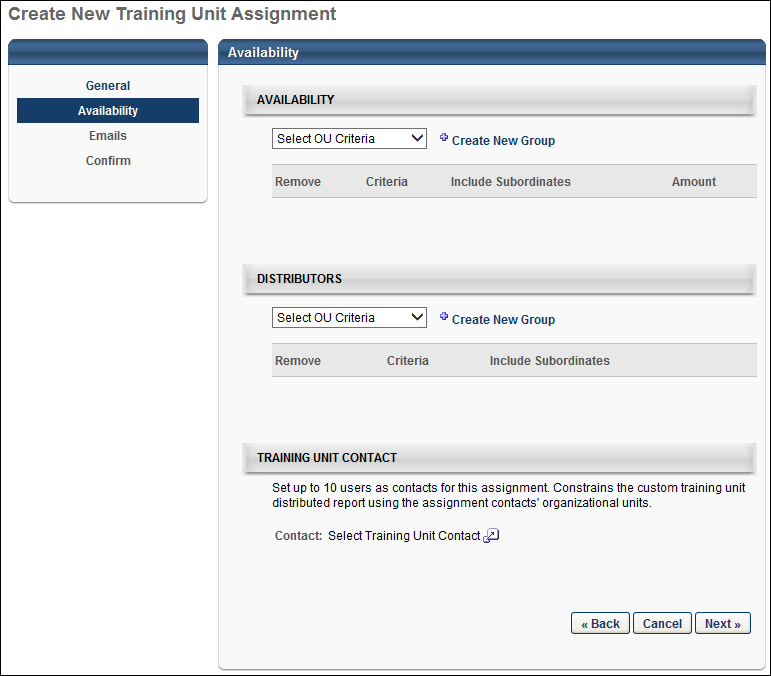 Create New Training Unit Assignment
General
Availability
Emails
Confirm
Availability
AVAILABILITY
Select OU Criteria Create New Group
Remove Criteria Include Subordinates Amount
DISTRIBUTORS
Select OU Criteria Create New Group
Remove Criteria Include Subordinates
TRAINING UNIT CONTACT
Set up to 10 users as contacts for this assignment. Constrains the custom training unit
distributed report using the assignment contacts' organizational units.
Contact: Select Training Unit Contact
« Back Cancel Next »